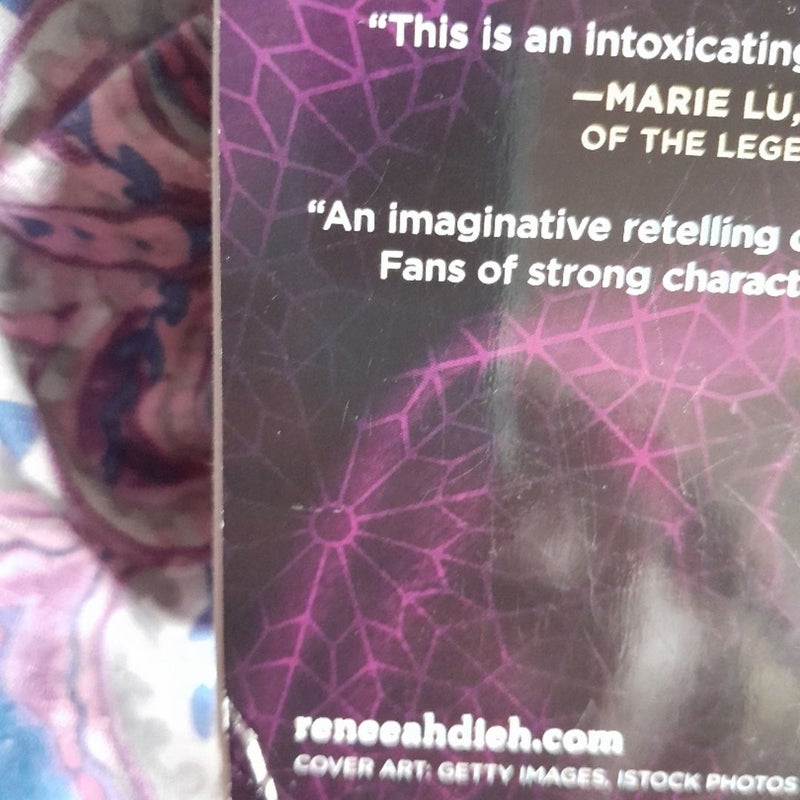 “This is an intoxicating
—MARIE LU,
OF THE LEGE
“An imaginative retelling
Fans of strong charact
reneeahdieh.com
COVER ART: GETTY IMAGES, ISTOCK PHOTOS